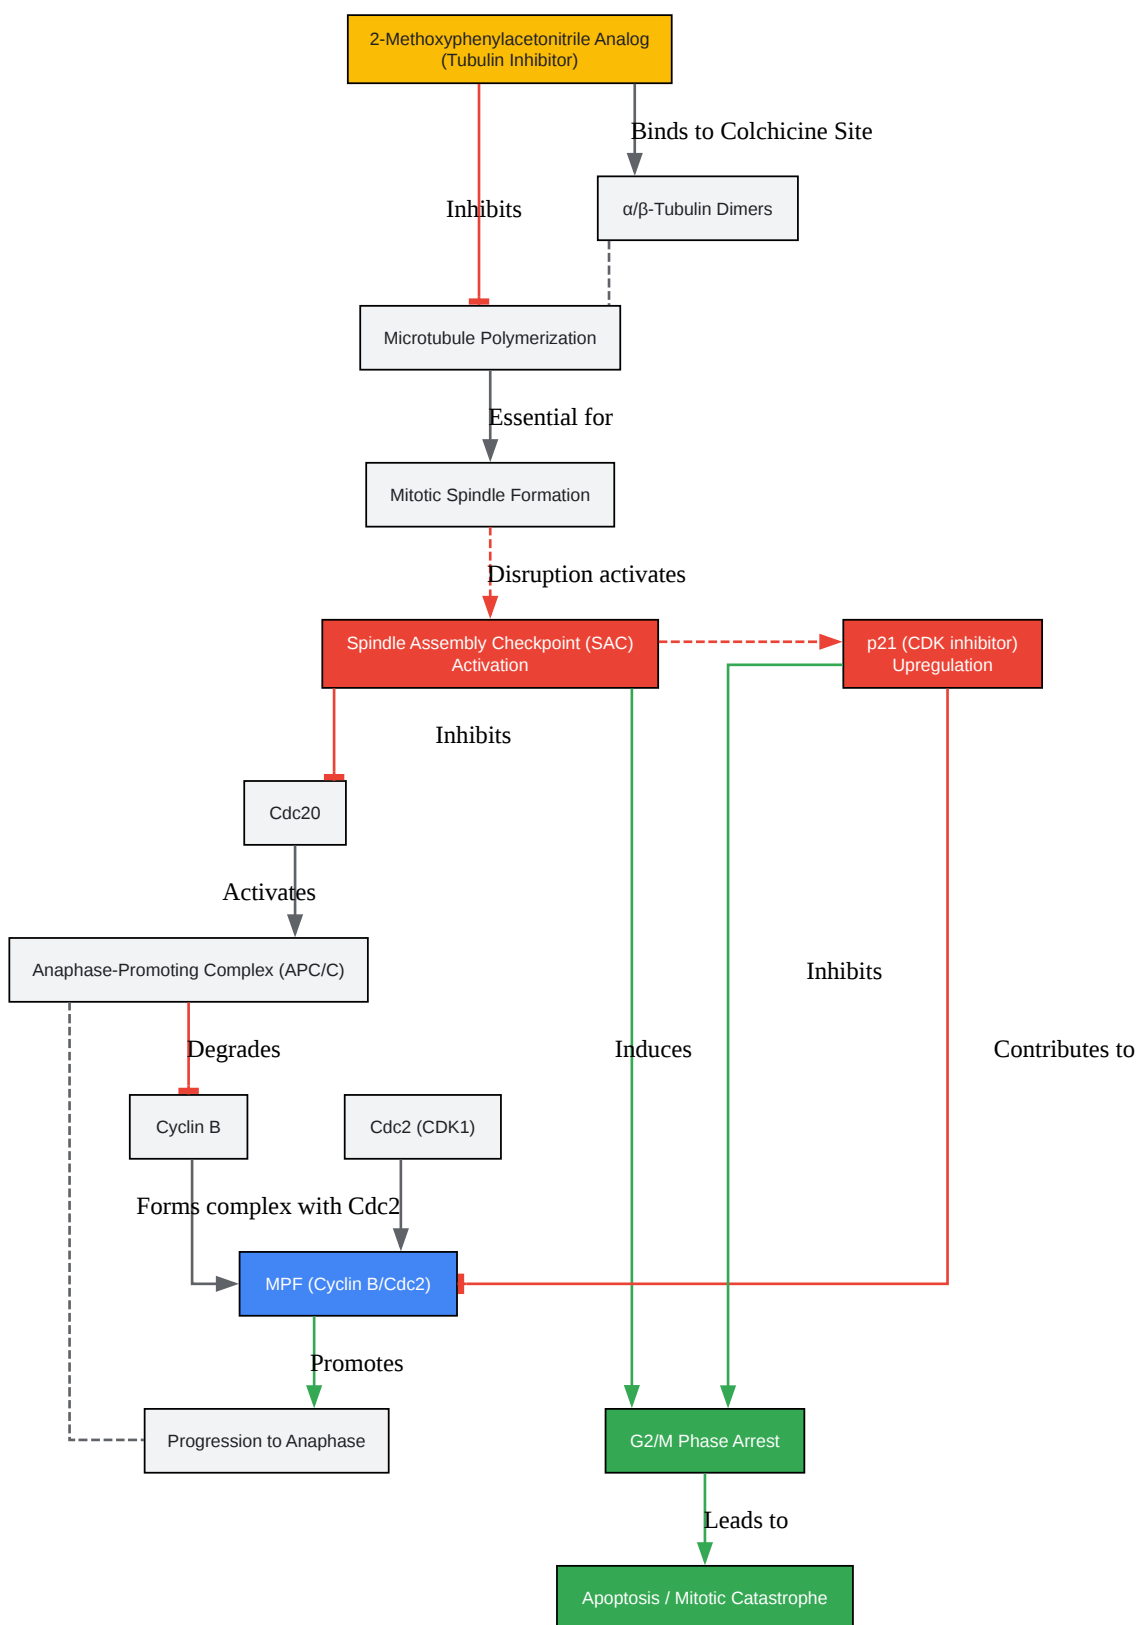 2-Methoxyphenylacetonitrile Analog
(Tubulin Inhibitor)
Binds to Colchicine Site
Inhibits
α/β-Tubulin Dimers
Microtubule Polymerization
Essential for
Mitotic Spindle Formation
Disruption activates
Spindle Assembly Checkpoint (SAC)
Activation
p21 (CDK inhibitor)
Upregulation
Inhibits
Cdc20
Activates
Anaphase-Promoting Complex (APC/C)
Inhibits
Degrades
Induces
Contributes to
Cyclin B
Cdc2 (CDK1)
Forms complex with Cdc2
MPF (Cyclin B/Cdc2)
Promotes
Progression to Anaphase
G2/M Phase Arrest
Leads to
Apoptosis / Mitotic Catastrophe